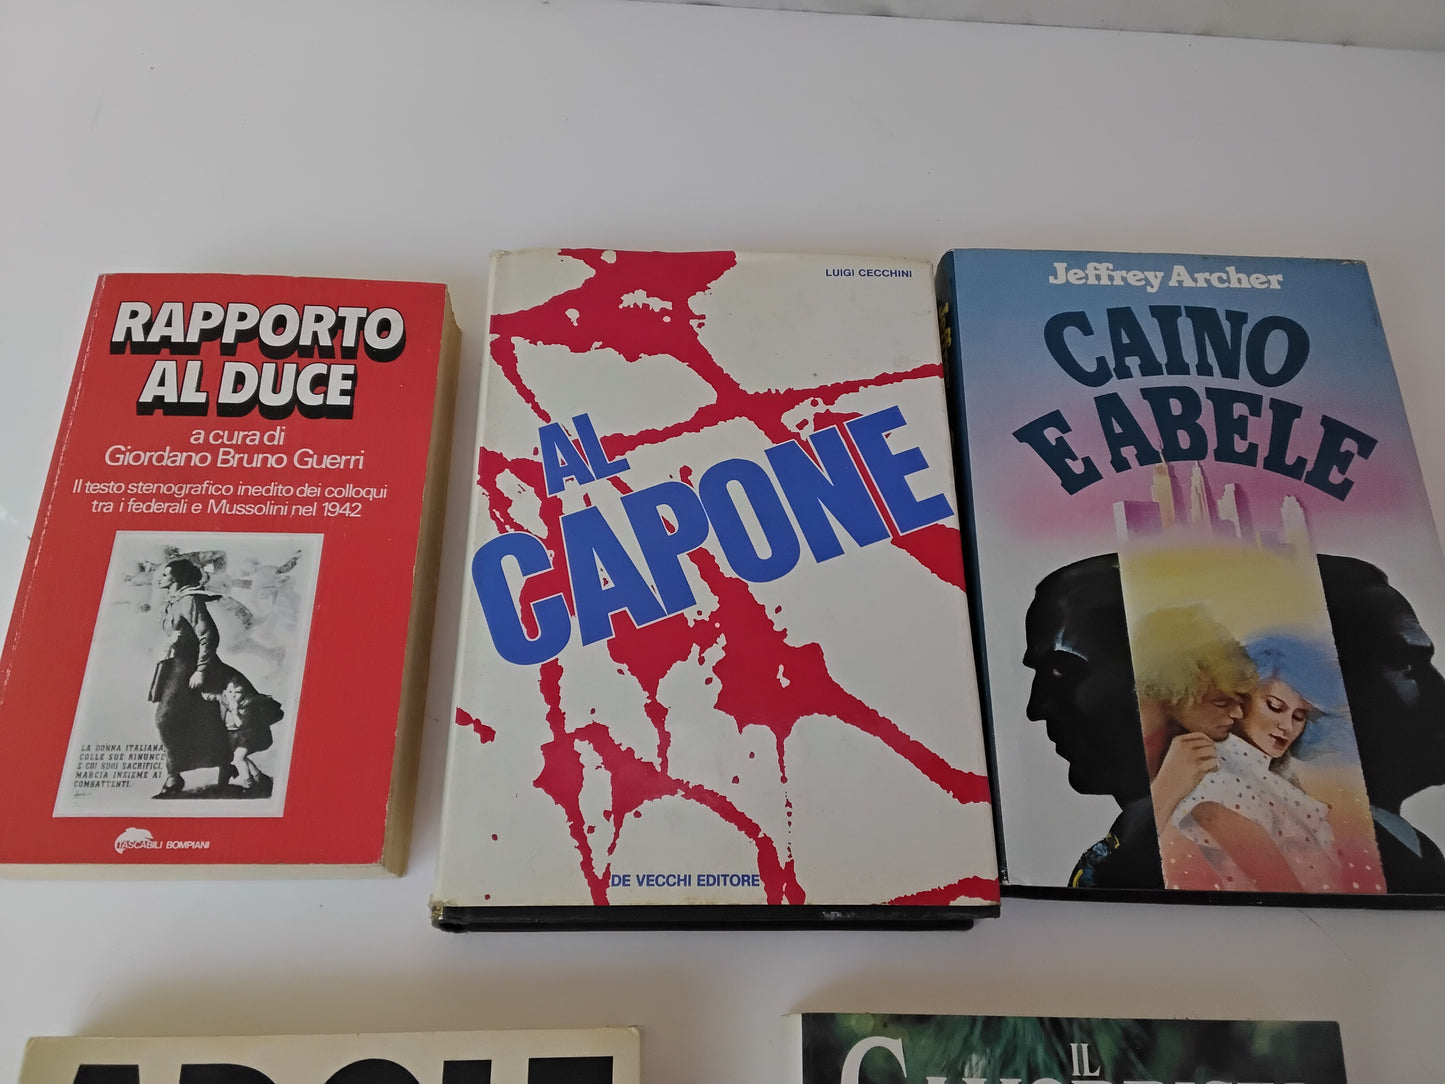 RAPPORTO
AL DUCE
a cura di
Giordano Bruno Guerri
Il testo stenografico inedito dei colloqui
tra i federali e Mussolini nel 1942
LA DONNA ITALIANA,
COLLE SUE RINUNCE
E COI SUOI SACRIFICI,
MARCIA INSIEME AI
COMBATTENTI.
TASCABILI BOMPIANI
LUIGI CECCHINI
AL
CAPONE
DE VECCHI EDITORE
Jeffrey Archer
CAINO
E ABELE
IL